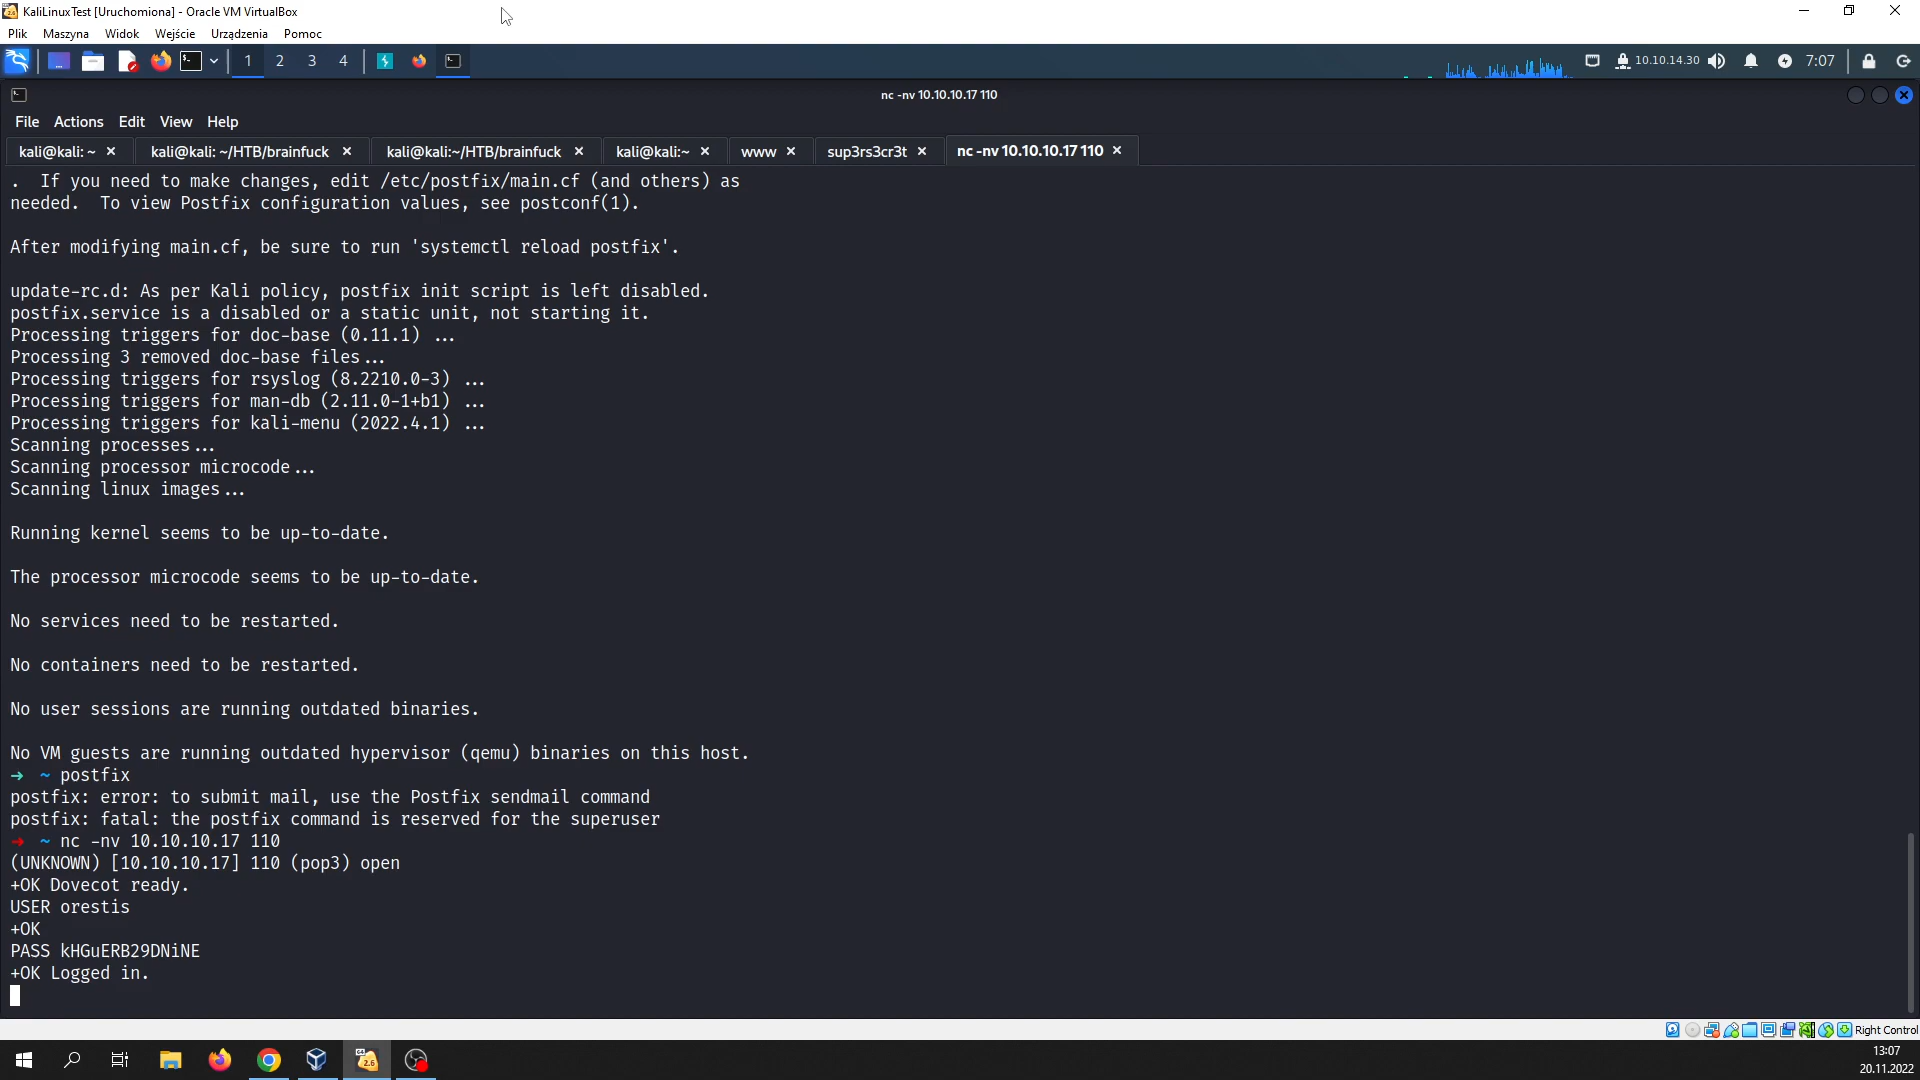 KaliLinuxTest [Uruchomiona] - Oracle VM VirtualBox
Plik Maszyna Widok Wejście Urządzenia Pomoc
1 2 3 4 10.10.14.30 7:07
nc -nv 10.10.10.17 110
File Actions Edit View Help
kali@kali: ~ × kali@kali: ~/HTB/brainfuck × kali@kali:~/HTB/brainfuck × kali@kali:~ × www × sup3rs3cr3t × nc -nv 10.10.10.17 110 ×
. If you need to make changes, edit /etc/postfix/main.cf (and others) as
needed. To view Postfix configuration values, see postconf(1).
After modifying main.cf, be sure to run 'systemctl reload postfix'.
update-rc.d: As per Kali policy, postfix init script is left disabled.
postfix.service is a disabled or a static unit, not starting it.
Processing triggers for doc-base (0.11.1) ...
Processing 3 removed doc-base files...
Processing triggers for rsyslog (8.2210.0-3) ...
Processing triggers for man-db (2.11.0-1+b1) ...
Processing triggers for kali-menu (2022.4.1) ...
Scanning processes...
Scanning processor microcode...
Scanning linux images...
Running kernel seems to be up-to-date.
The processor microcode seems to be up-to-date.
No services need to be restarted.
No containers need to be restarted.
No user sessions are running outdated binaries.
No VM guests are running outdated hypervisor (qemu) binaries on this host.
→ ~ postfix
postfix: error: to submit mail, use the Postfix sendmail command
postfix: fatal: the postfix command is reserved for the superuser
→ ~ nc -nv 10.10.10.17 110
(UNKNOWN) [10.10.10.17] 110 (pop3) open
+OK Dovecot ready.
USER orestis
+OK
PASS kHGuERB29DNiNE
+OK Logged in.
Right Control
2.6
13:07
20.11.2022